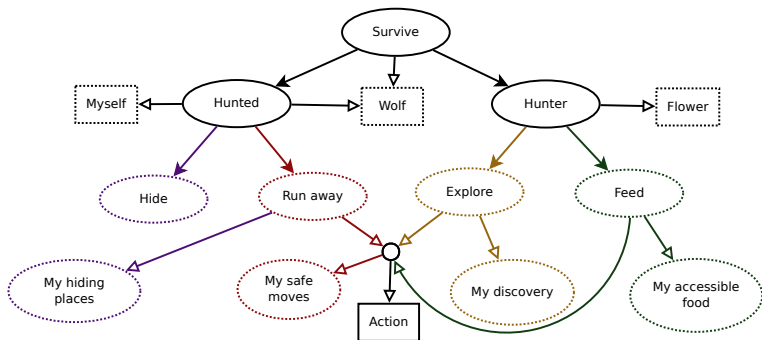 Survive
Myself
Hunted
Wolf
Hunter
Flower
Hide
Run away
Explore
Feed
My hiding
places
My safe
moves
My discovery
My accessible
food
Action